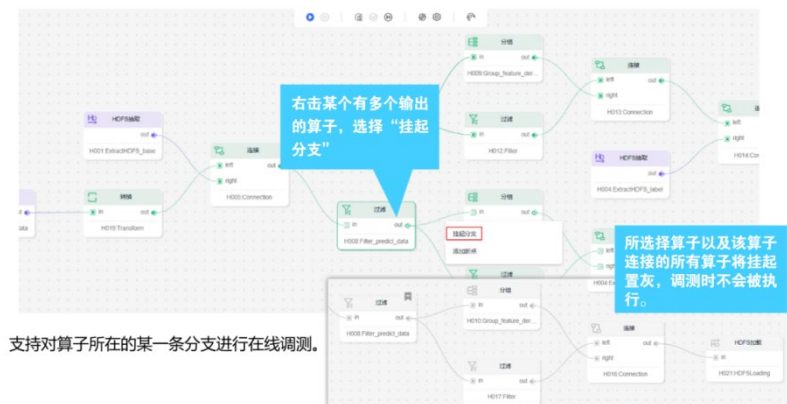 分组
in out
H009:Group_feature_der...
连接
left out
right
H013:Connection
右击某个有多个输出
的算子，选择“挂起
分支”
HDFS抽取
out
H001:ExtractHDFS_base
过滤
in out
H012:Filter
left
right
H014:Con
连接
left out
right
H003:Connection
HDFS抽取
out
H004:ExtractHDFS_label
转换
in out
H019:Transform
过滤
in out
H008:Filter_predict_data
分组
in out
挂起分支
添加断点
过滤
所选择算子以及该算子
连接的所有算子将挂起
置灰，调测时不会被执
行。
支持对算子所在的某一条分支进行在线调测。
过滤
in out
H008:Filter_predict_data
分组
in out
H010:Group_feature_der...
连接
left out
right
H016:Connection
HDFS加载
in
H021:HDFSLoading
过滤
in out
H017:Filter